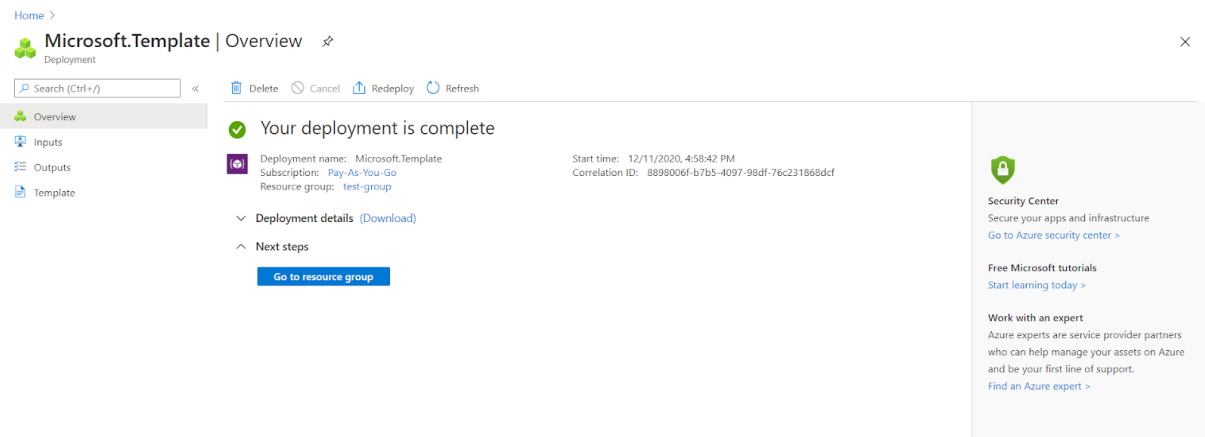 Home >
Microsoft.Template | Overview
Deployment
Search (Ctrl+/)
«
Overview
Inputs
Outputs
Template
Delete Cancel Redeploy Refresh
Your deployment is complete
Deployment name: Microsoft.Template
Subscription: Pay-As-You-Go
Resource group: test-group
Start time: 12/11/2020, 4:58:42 PM
Correlation ID: 8898006f-b7b5-4097-98df-76c231868dcf
Deployment details (Download)
Next steps
Go to resource group
Security Center
Secure your apps and infrastructure
Go to Azure security center >
Free Microsoft tutorials
Start learning today >
Work with an expert
Azure experts are service provider partners
who can help manage your assets on Azure
and be your first line of support.
Find an Azure expert >